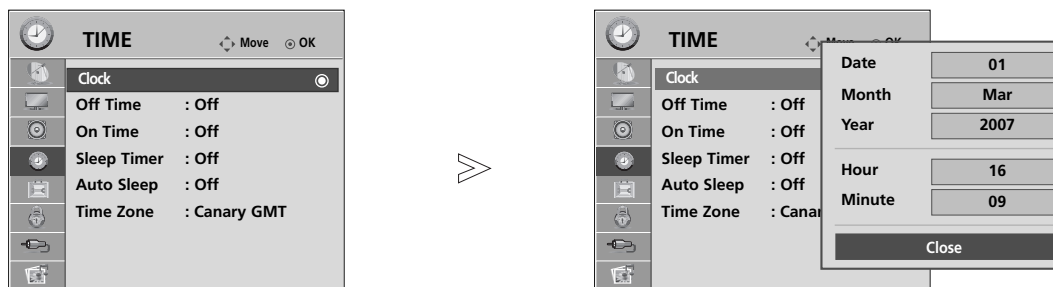 TIME Move OK
Clock
Off Time : Off
On Time : Off
Sleep Timer : Off
Auto Sleep : Off
Time Zone : Canary GMT
TIME
Clock
Off Time : Off
On Time : Off
Sleep Timer : Off
Auto Sleep : Off
Time Zone : Canar
Date 01
Month Mar
Year 2007
Hour 16
Minute 09
Close